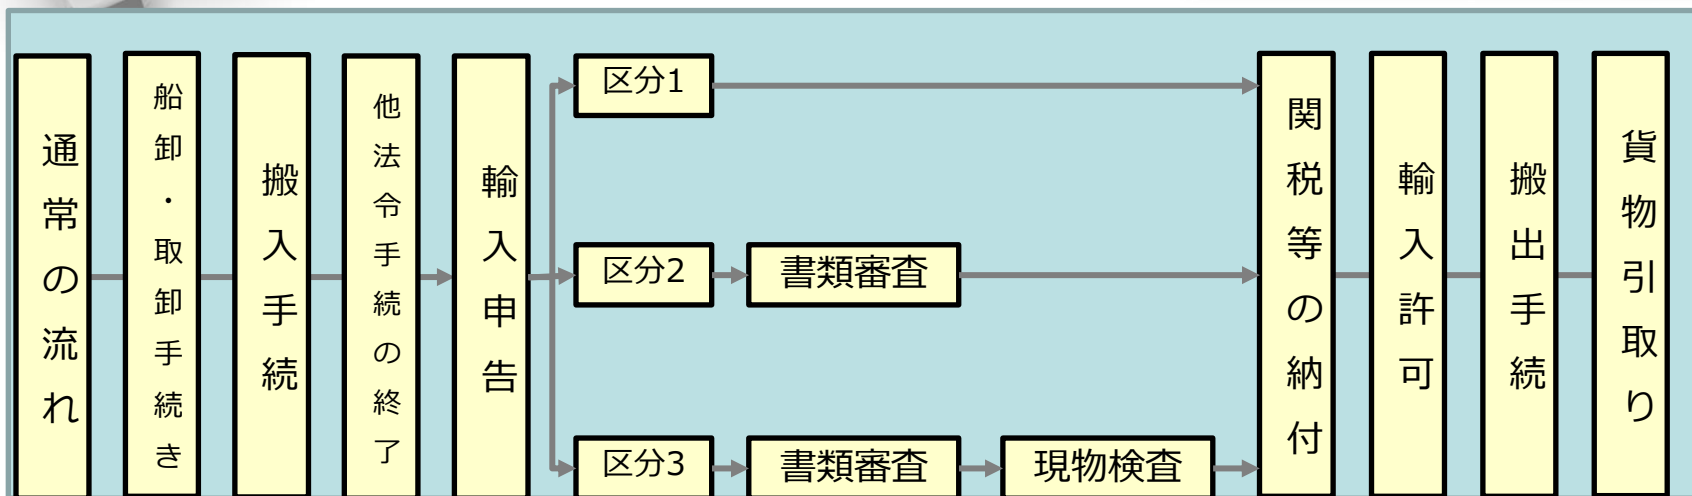 通常の流れ
船卸・取卸手続き
搬入手続
他法令手続の終了
輸入申告
区分1
区分2
書類審査
区分3
書類審査
現物検査
関税等の納付
輸入許可
搬出手続
貨物引取り